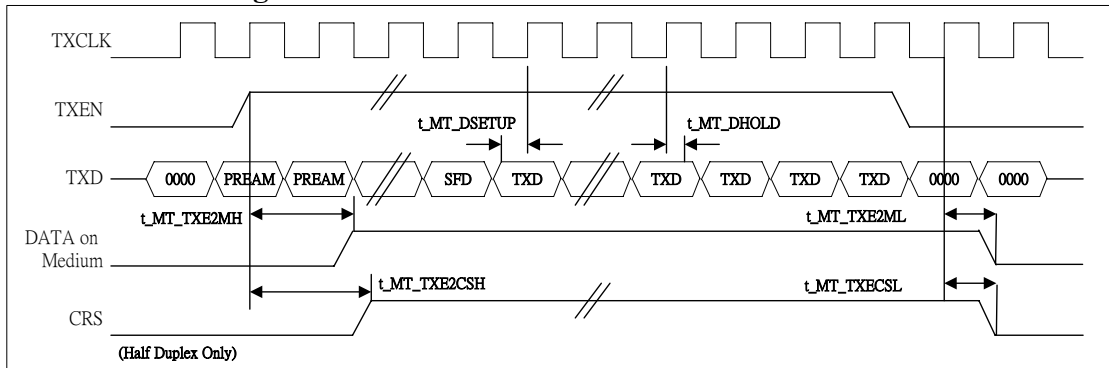 TXCLK
TXEN
t_MT_DSETUP
t_MT_DHOLD
TXD 0000 PREAM PREAM SFD TXD TXD TXD TXD TXD 0000 0000
t_MT_TXE2MH t_MT_TXE2ML
DATA on
Medium
t_MT_TXE2CSH t_MT_TXECSL
CRS
(Half Duplex Only)